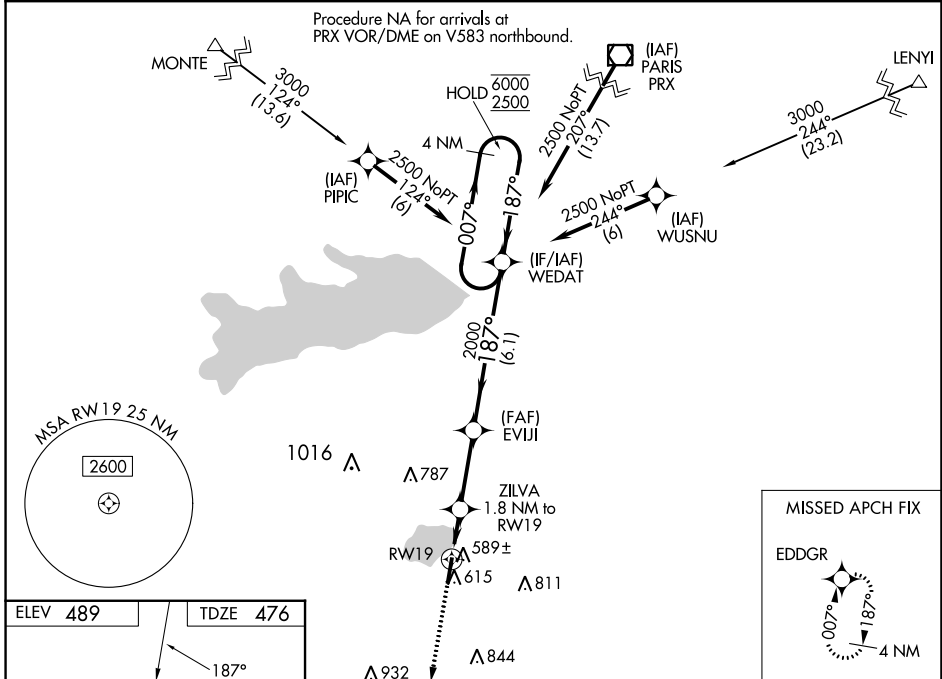 Procedure NA for arrivals at
PRX VOR/DME on V583 northbound.
MONTE
3000
124°
(13.6)
HOLD
6000
2500
4 NM
(IAF)
PARIS
PRX
2500 NoPT
207°
(13.7)
LENYI
3000
244°
(23.2)
(IAF)
PIPIC
2500 NoPT
124°
(6)
007°
187°
2500 NoPT
244°
(6)
(IAF)
WUSNU
(IF/IAF)
WEDAT
2000
187°
(6.1)
(FAF)
EVIJI
MSA RW19 25 NM
2600
1016
787
ZILVA
1.8 NM to
RW19
RW19
589±
615
811
844
932
MISSED APCH FIX
EDDGR
007°
187°
4 NM
ELEV 489
TDZE 476
187°